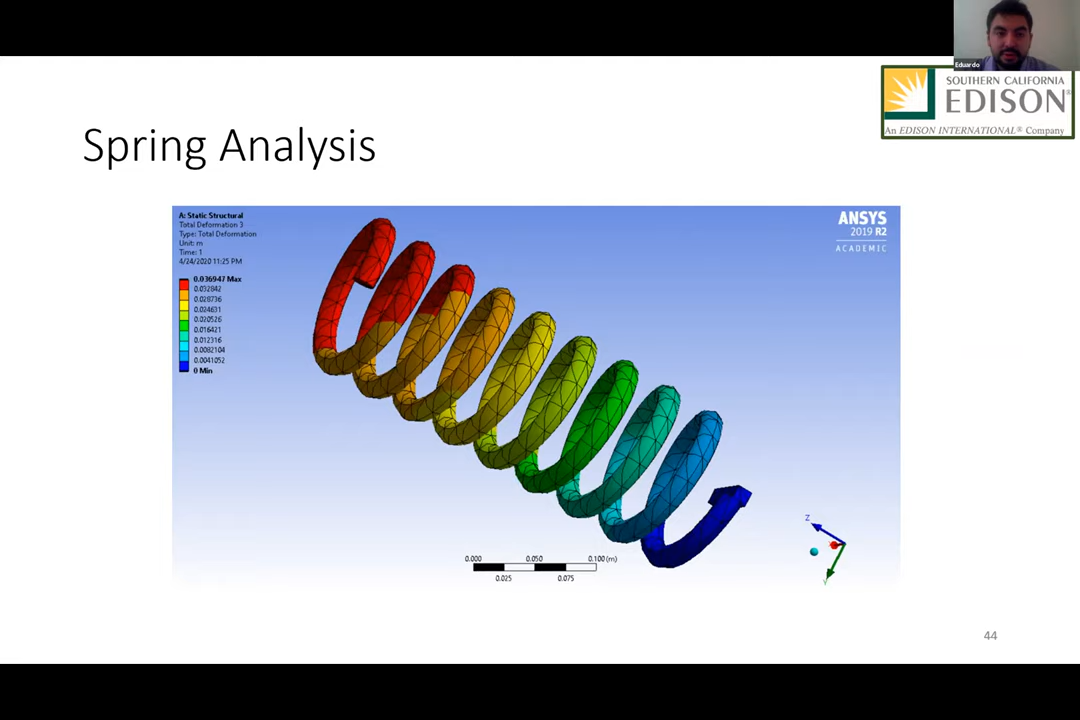 Eduardo
SOUTHERN CALIFORNIA
EDISON®
An EDISON INTERNATIONAL® Company
Spring Analysis
A: Static Structural
Total Deformation 3
Type: Total Deformation
Unit: m
Time: 1
4/24/2020 11:25 PM
0.036947 Max
0.032842
0.028736
0.024631
0.020526
0.016421
0.012316
0.0082104
0.0041052
0 Min
ANSYS
2019 R2
ACADEMIC
0.000 0.050 0.100 (m)
0.025 0.075
Z
Y
44